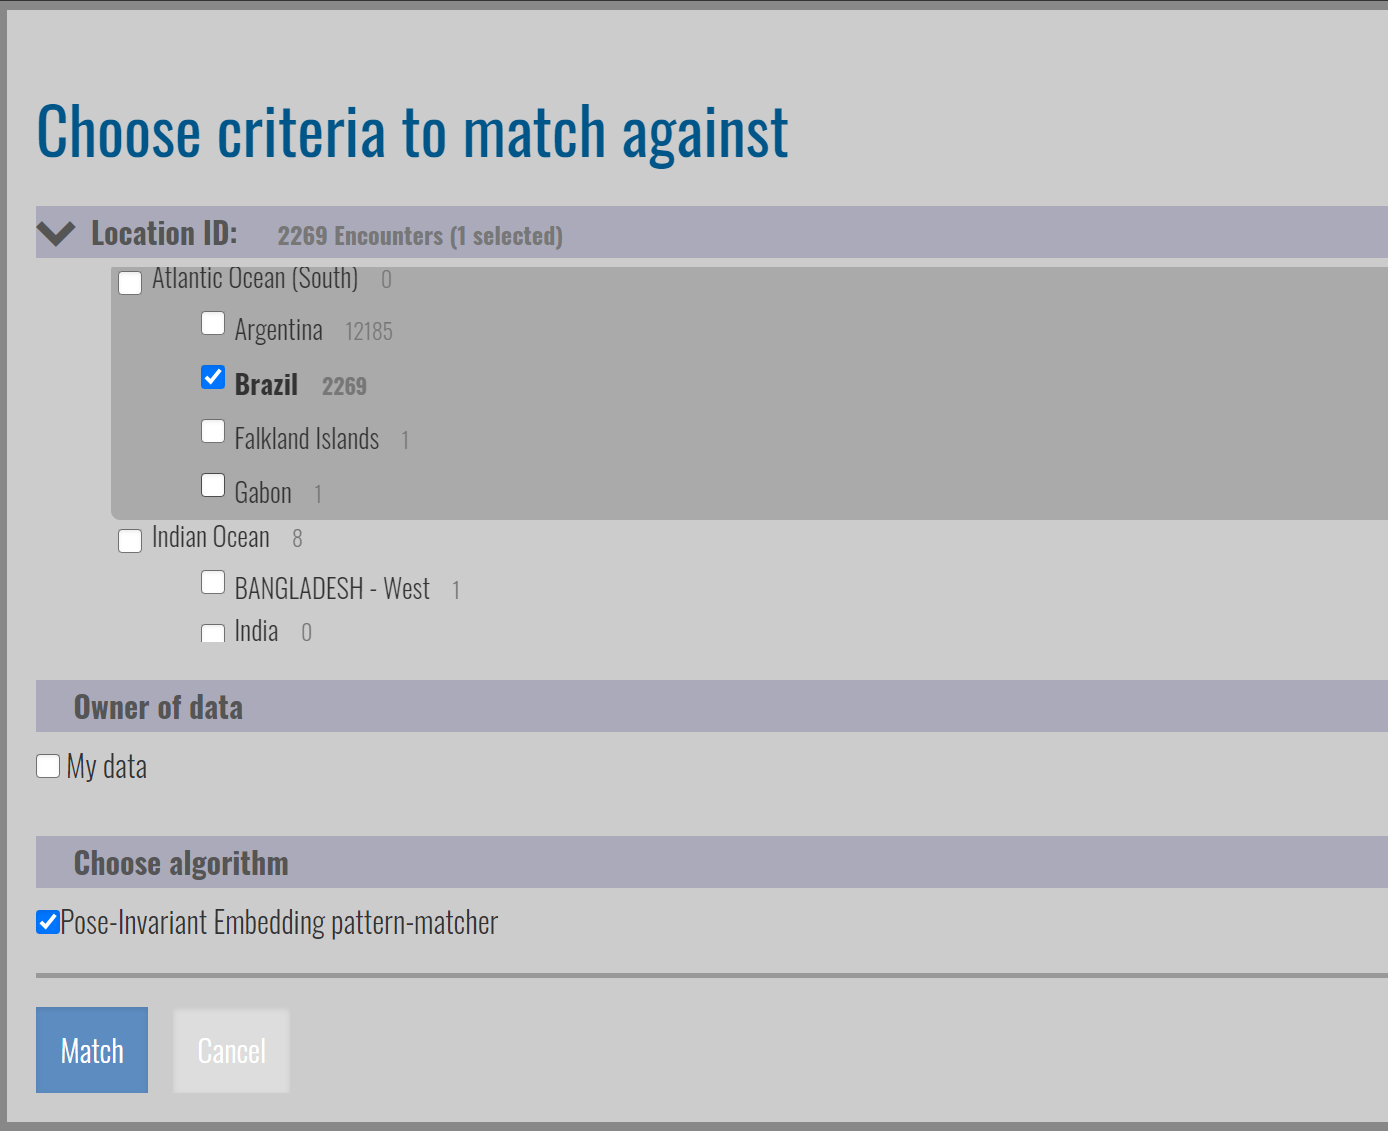 Choose criteria to match against
Location ID: 2269 Encounters (1 selected)
Atlantic Ocean (South) 0
Argentina 12185
Brazil 2269
Falkland Islands 1
Gabon 1
Indian Ocean 8
BANGLADESH - West 1
India 0
Owner of data
My data
Choose algorithm
Pose-Invariant Embedding pattern-matcher
Match Cancel